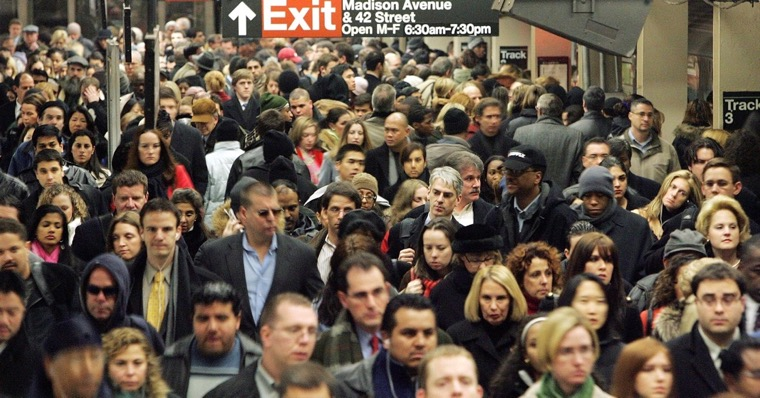 Exit
Madison Avenue
& 42 Street
Open M-F 6:30am-7:30pm
Track
Track
3